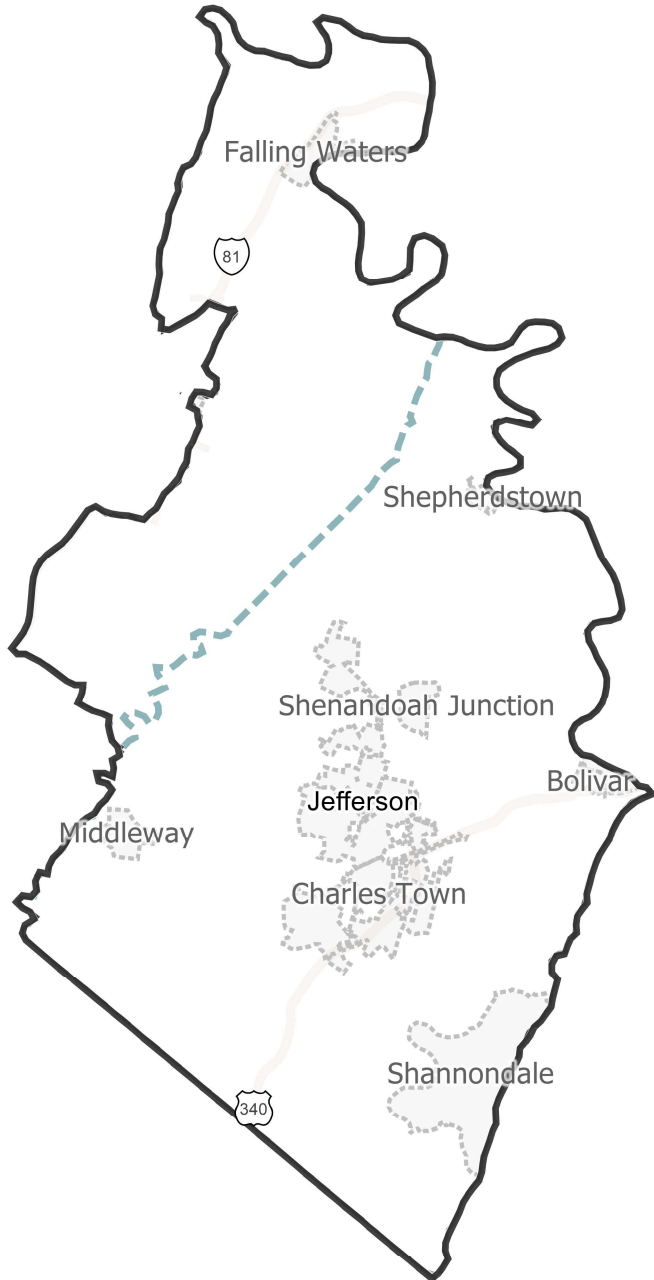 Falling Waters
81
Shepherdstown
Shenandoah Junction
Bolivar
Jefferson
Middleway
Charles Town
Shannondale
340